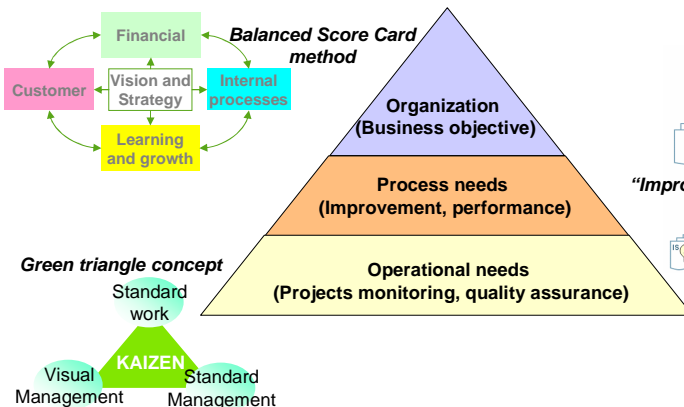 Financial
Balanced Score Card
method
Customer
Vision and
Strategy
Internal
processes
Learning
and growth
Organization
(Business objective)
Process needs
(Improvement, performance)
“Impro
IS
Operational needs
(Projects monitoring, quality assurance)
Green triangle concept
Standard
work
KAIZEN
Visual
Management
Standard
Management